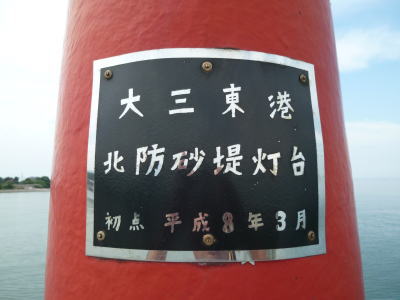 大三東港
北防砂堤灯台
初点 平成8年3月